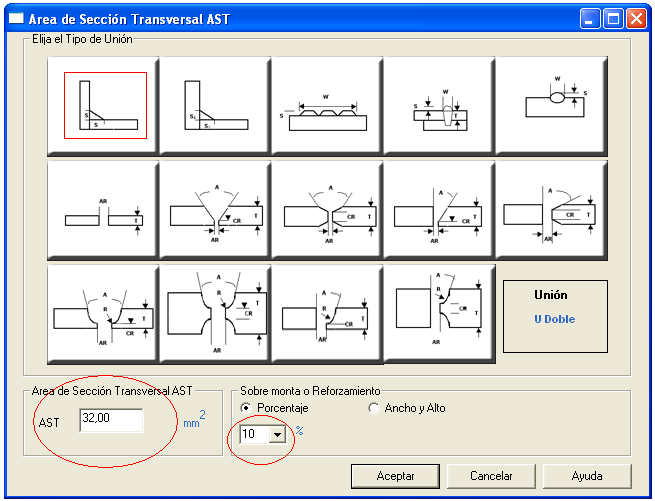 Area de Sección Transversal AST
Elija el Tipo de Unión
S
S
S
S
W
S
W
S
T
W
S
AR
T
A
T
CR
AR
A
T
CR
AR
A
T
CR
AR
A
T
CR
AR
A
R
T
CR
AR
A
R
T
CR
AR
A
R
T
CR
AR
A
R
T
CR
AR
Unión
U Doble
Area de Sección Transversal AST
AST 32,00 mm2
Sobre monta o Reforzamiento
Porcentaje Ancho y Alto
10 %
Aceptar Cancelar Ayuda